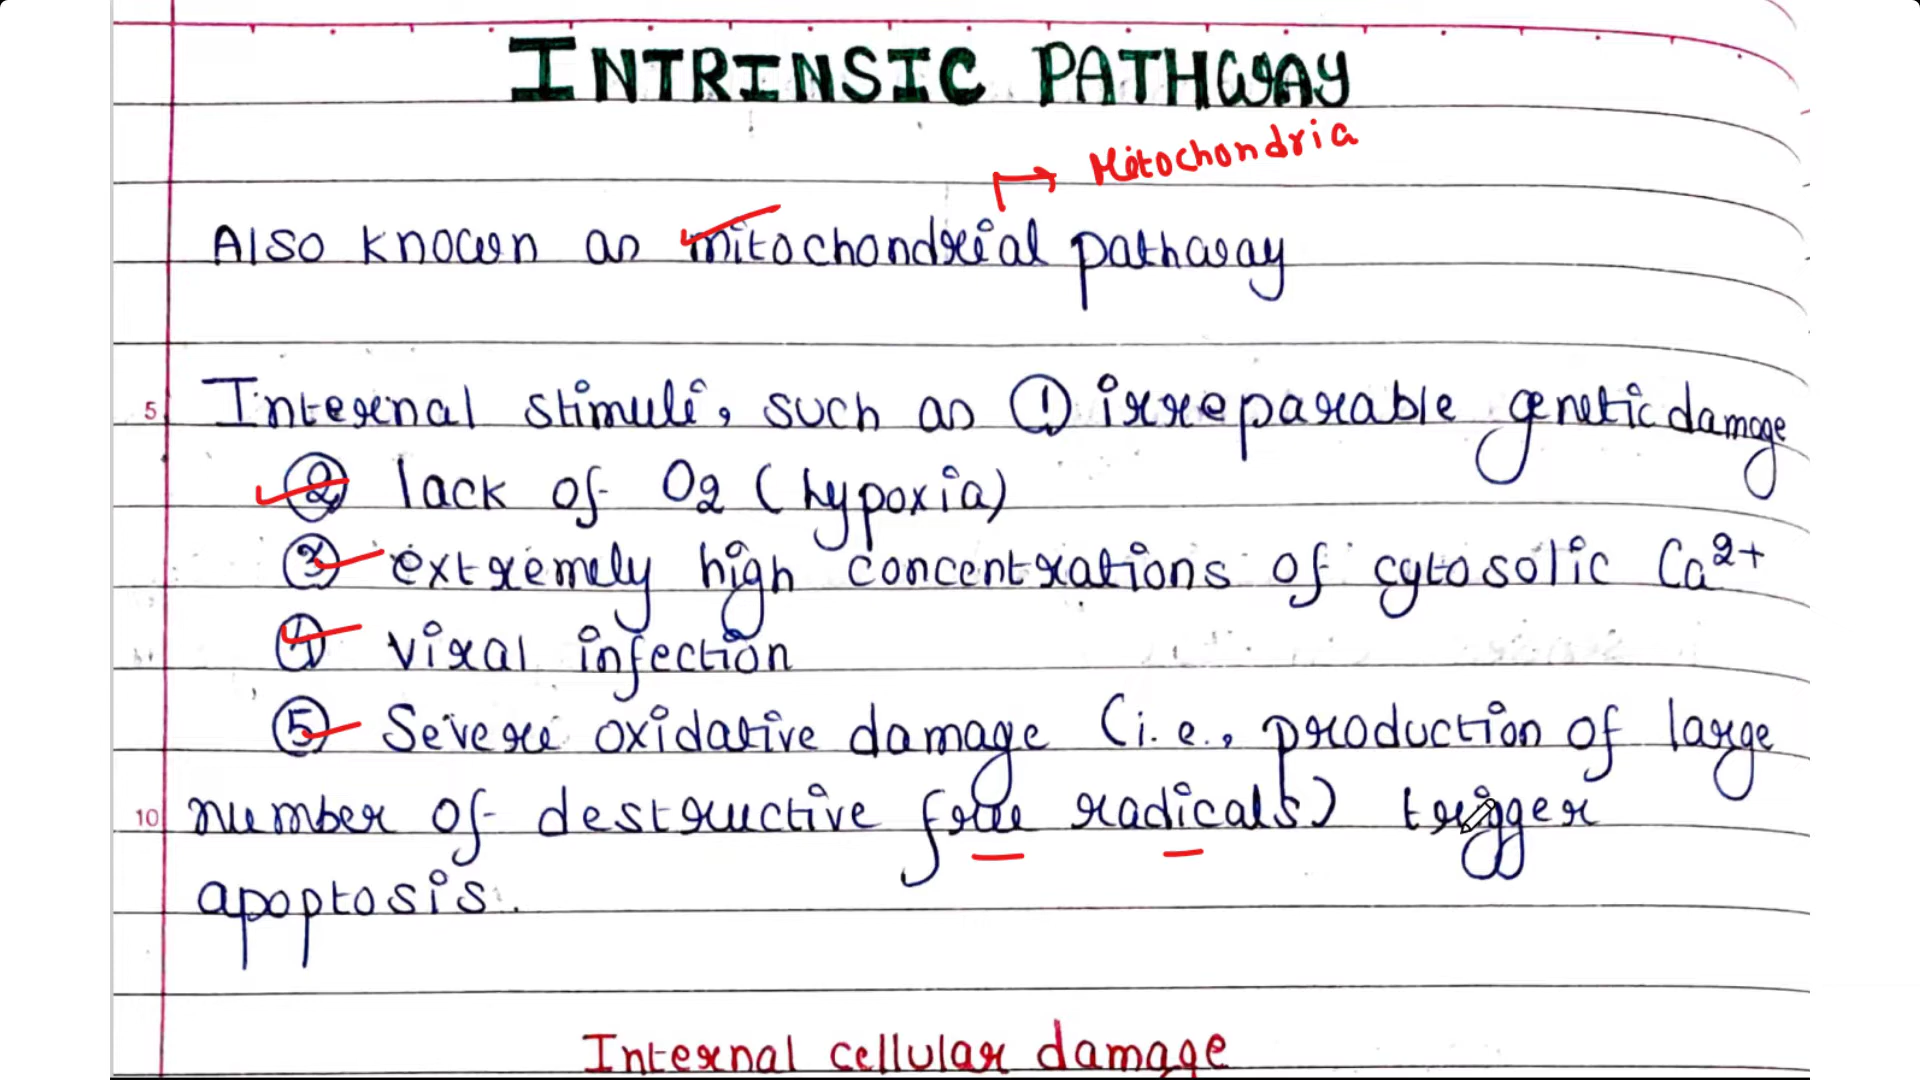 INTRINSIC PATHWAY
Mitochondria
Also known as mitochondrial pathway
5 Internal stimuli, such as ① irreparable genetic damage
② lack of O2 (hypoxia)
③ extremely high concentrations of cytosolic Ca²⁺
④ viral infection
⑤ Severe oxidative damage (i.e., production of large
10 number of destructive free radicals) trigger
apoptosis.
Internal cellular damage